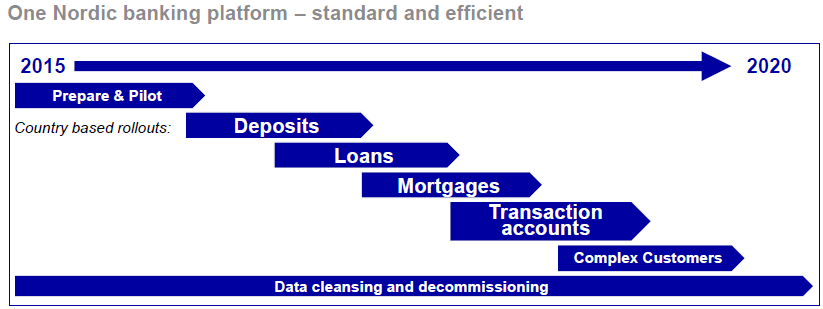 One Nordic banking platform – standard and efficient
2015
2020
Prepare & Pilot
Country based rollouts:
Deposits
Loans
Mortgages
Transaction
accounts
Complex Customers
Data cleansing and decommissioning